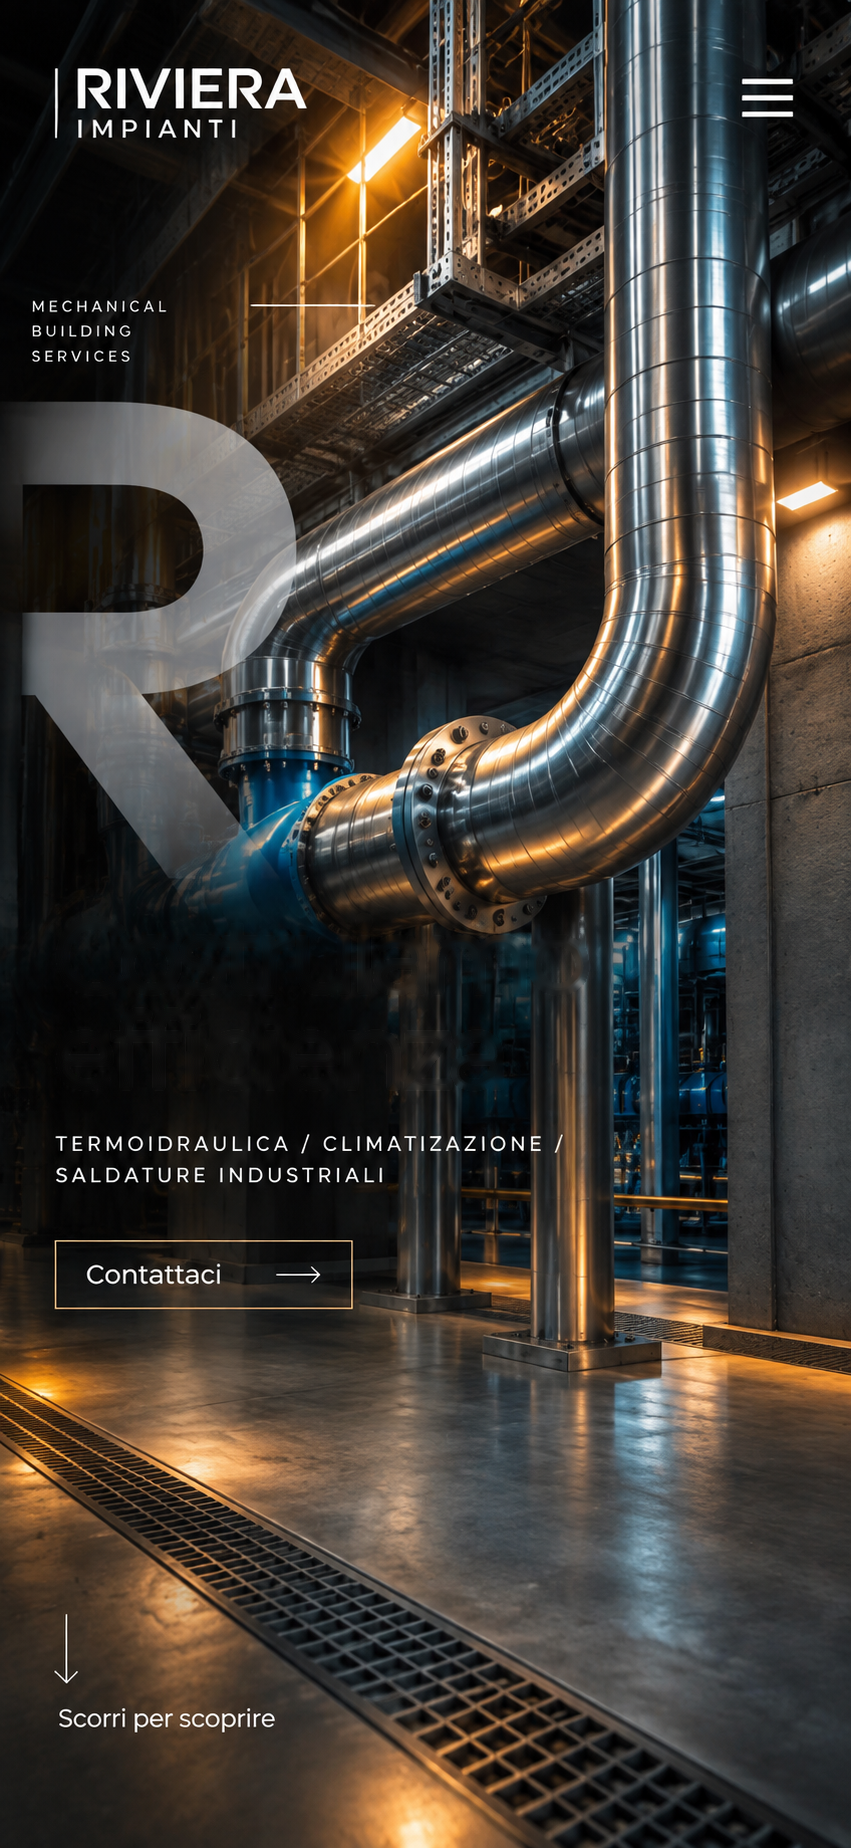 RIVIERA
IMPIANTI
MECHANICAL
BUILDING
SERVICES
R
TERMOIDRAULICA / CLIMATIZAZIONE /
SALDATURE INDUSTRIALI
Contattaci
Scorri per scoprire